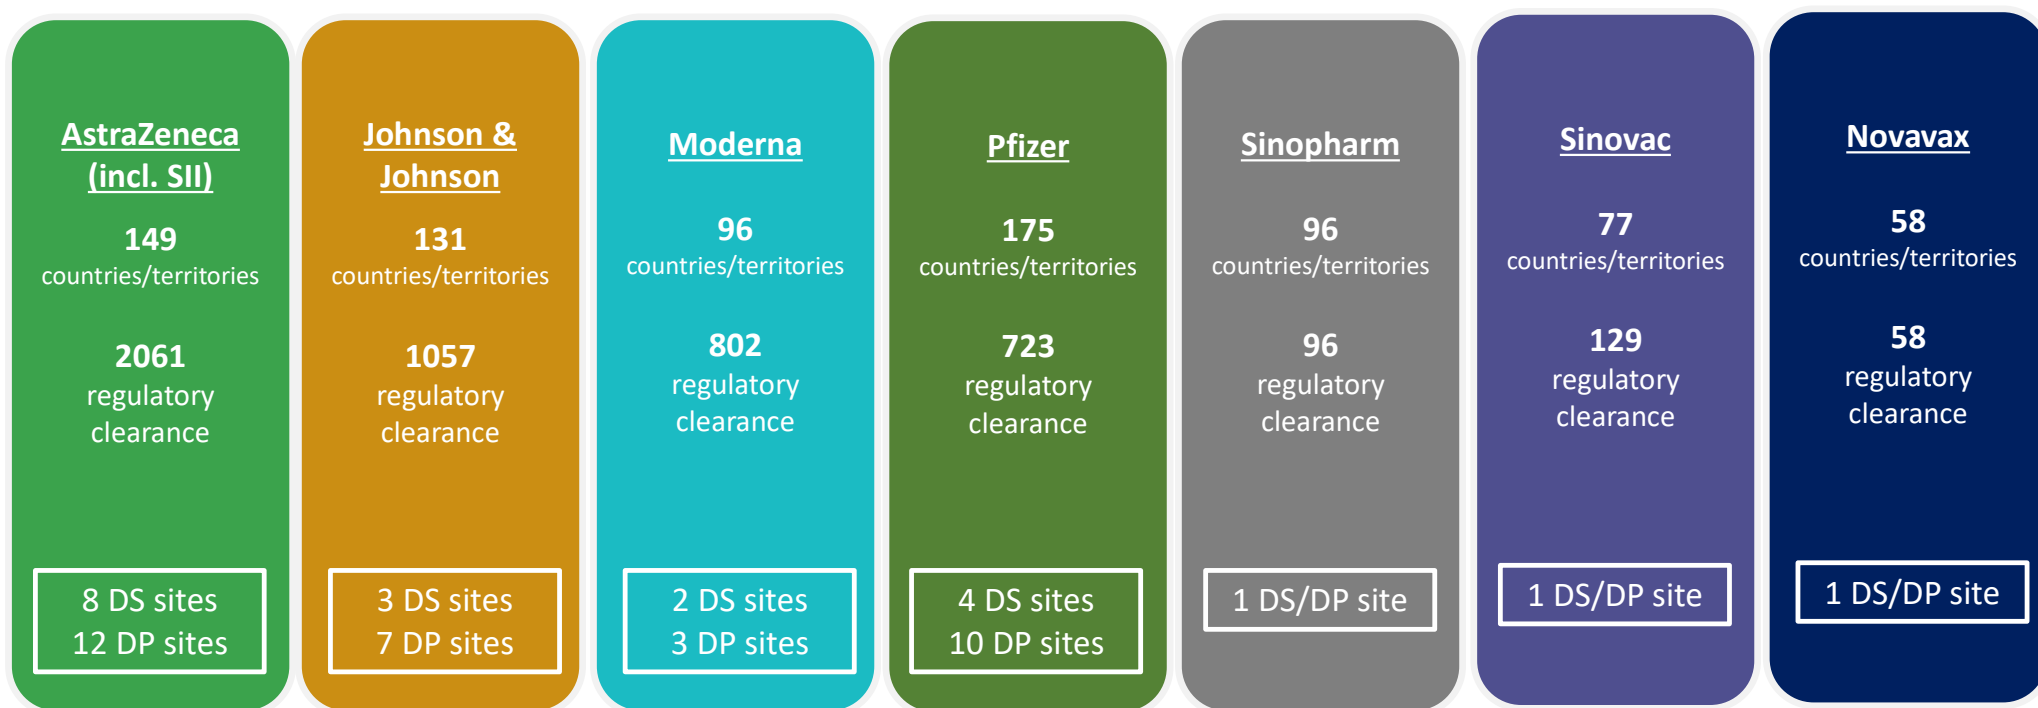 AstraZeneca
(incl. SII)
149
countries/territories
2061
regulatory
clearance
8 DS sites
12 DP sites
Johnson &
Johnson
131
countries/territories
1057
regulatory
clearance
3 DS sites
7 DP sites
Moderna
96
countries/territories
802
regulatory
clearance
2 DS sites
3 DP sites
Pfizer
175
countries/territories
723
regulatory
clearance
4 DS sites
10 DP sites
Sinopharm
96
countries/territories
96
regulatory
clearance
1 DS/DP site
Sinovac
77
countries/territories
129
regulatory
clearance
1 DS/DP site
Novavax
58
countries/territories
58
regulatory
clearance
1 DS/DP site